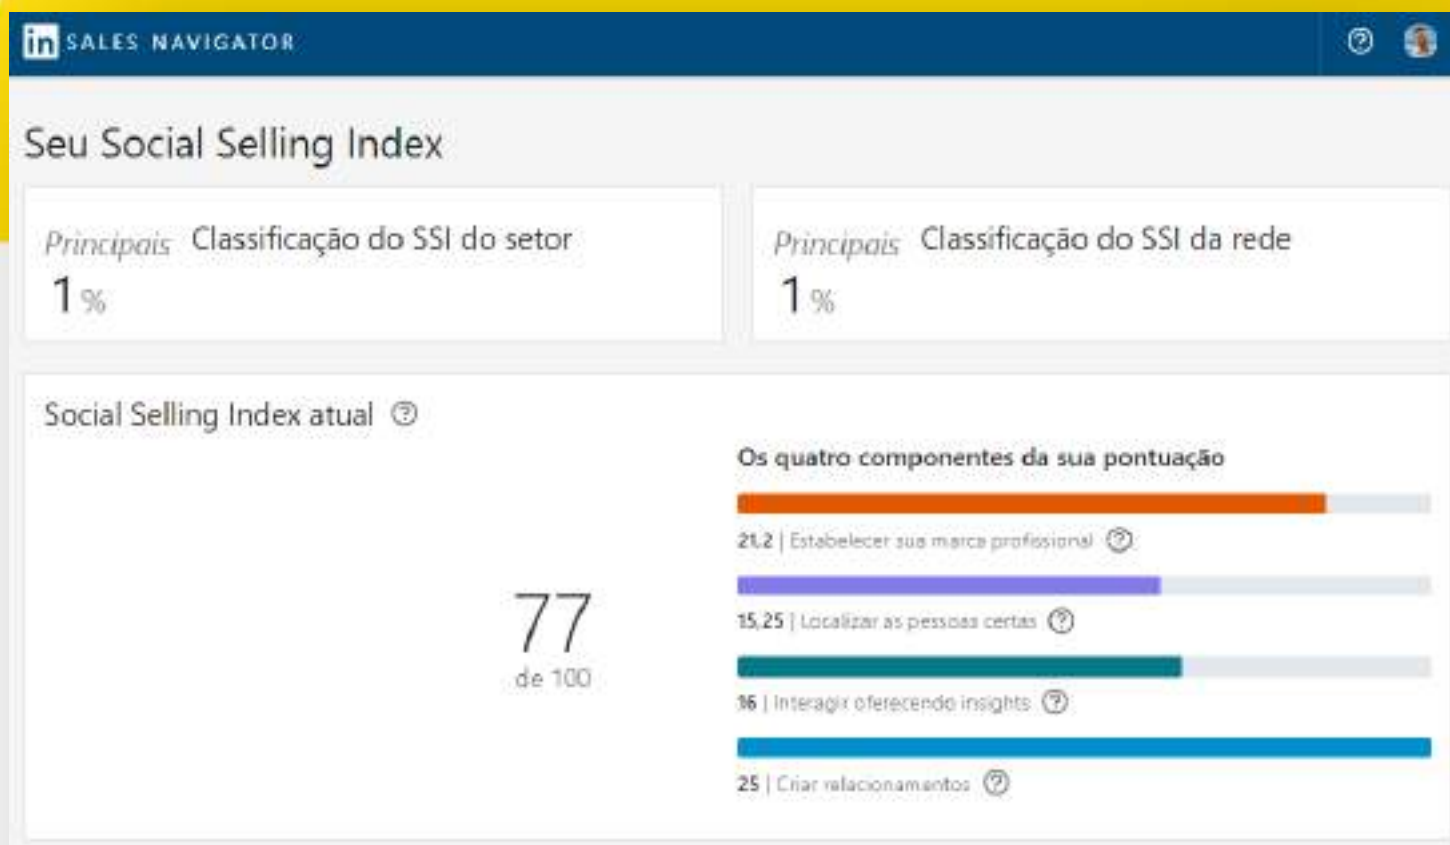 in SALES NAVIGATOR
Seu Social Selling Index
Principais Classificação do SSI do setor
1 %
Principais Classificação do SSI da rede
1 %
Social Selling Index atual
77
de 100
Os quatro componentes da sua pontuação
21,2 | Estabelecer sua marca profissional
15,25 | Localizar as pessoas certas
16 | Interagir oferecendo insights
25 | Criar relacionamentos